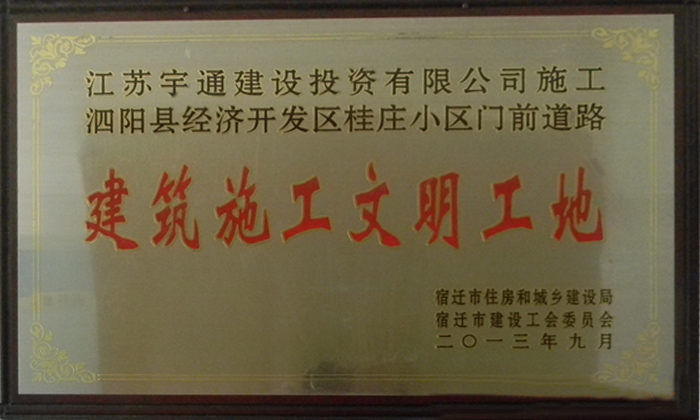 江苏宇通建设投资有限公司施工
泗阳县经济开发区桂庄小区门前道路
建筑施工文明工地
宿迁市住房和城乡建设局
宿迁市建设工会委员会
二〇一三年九月